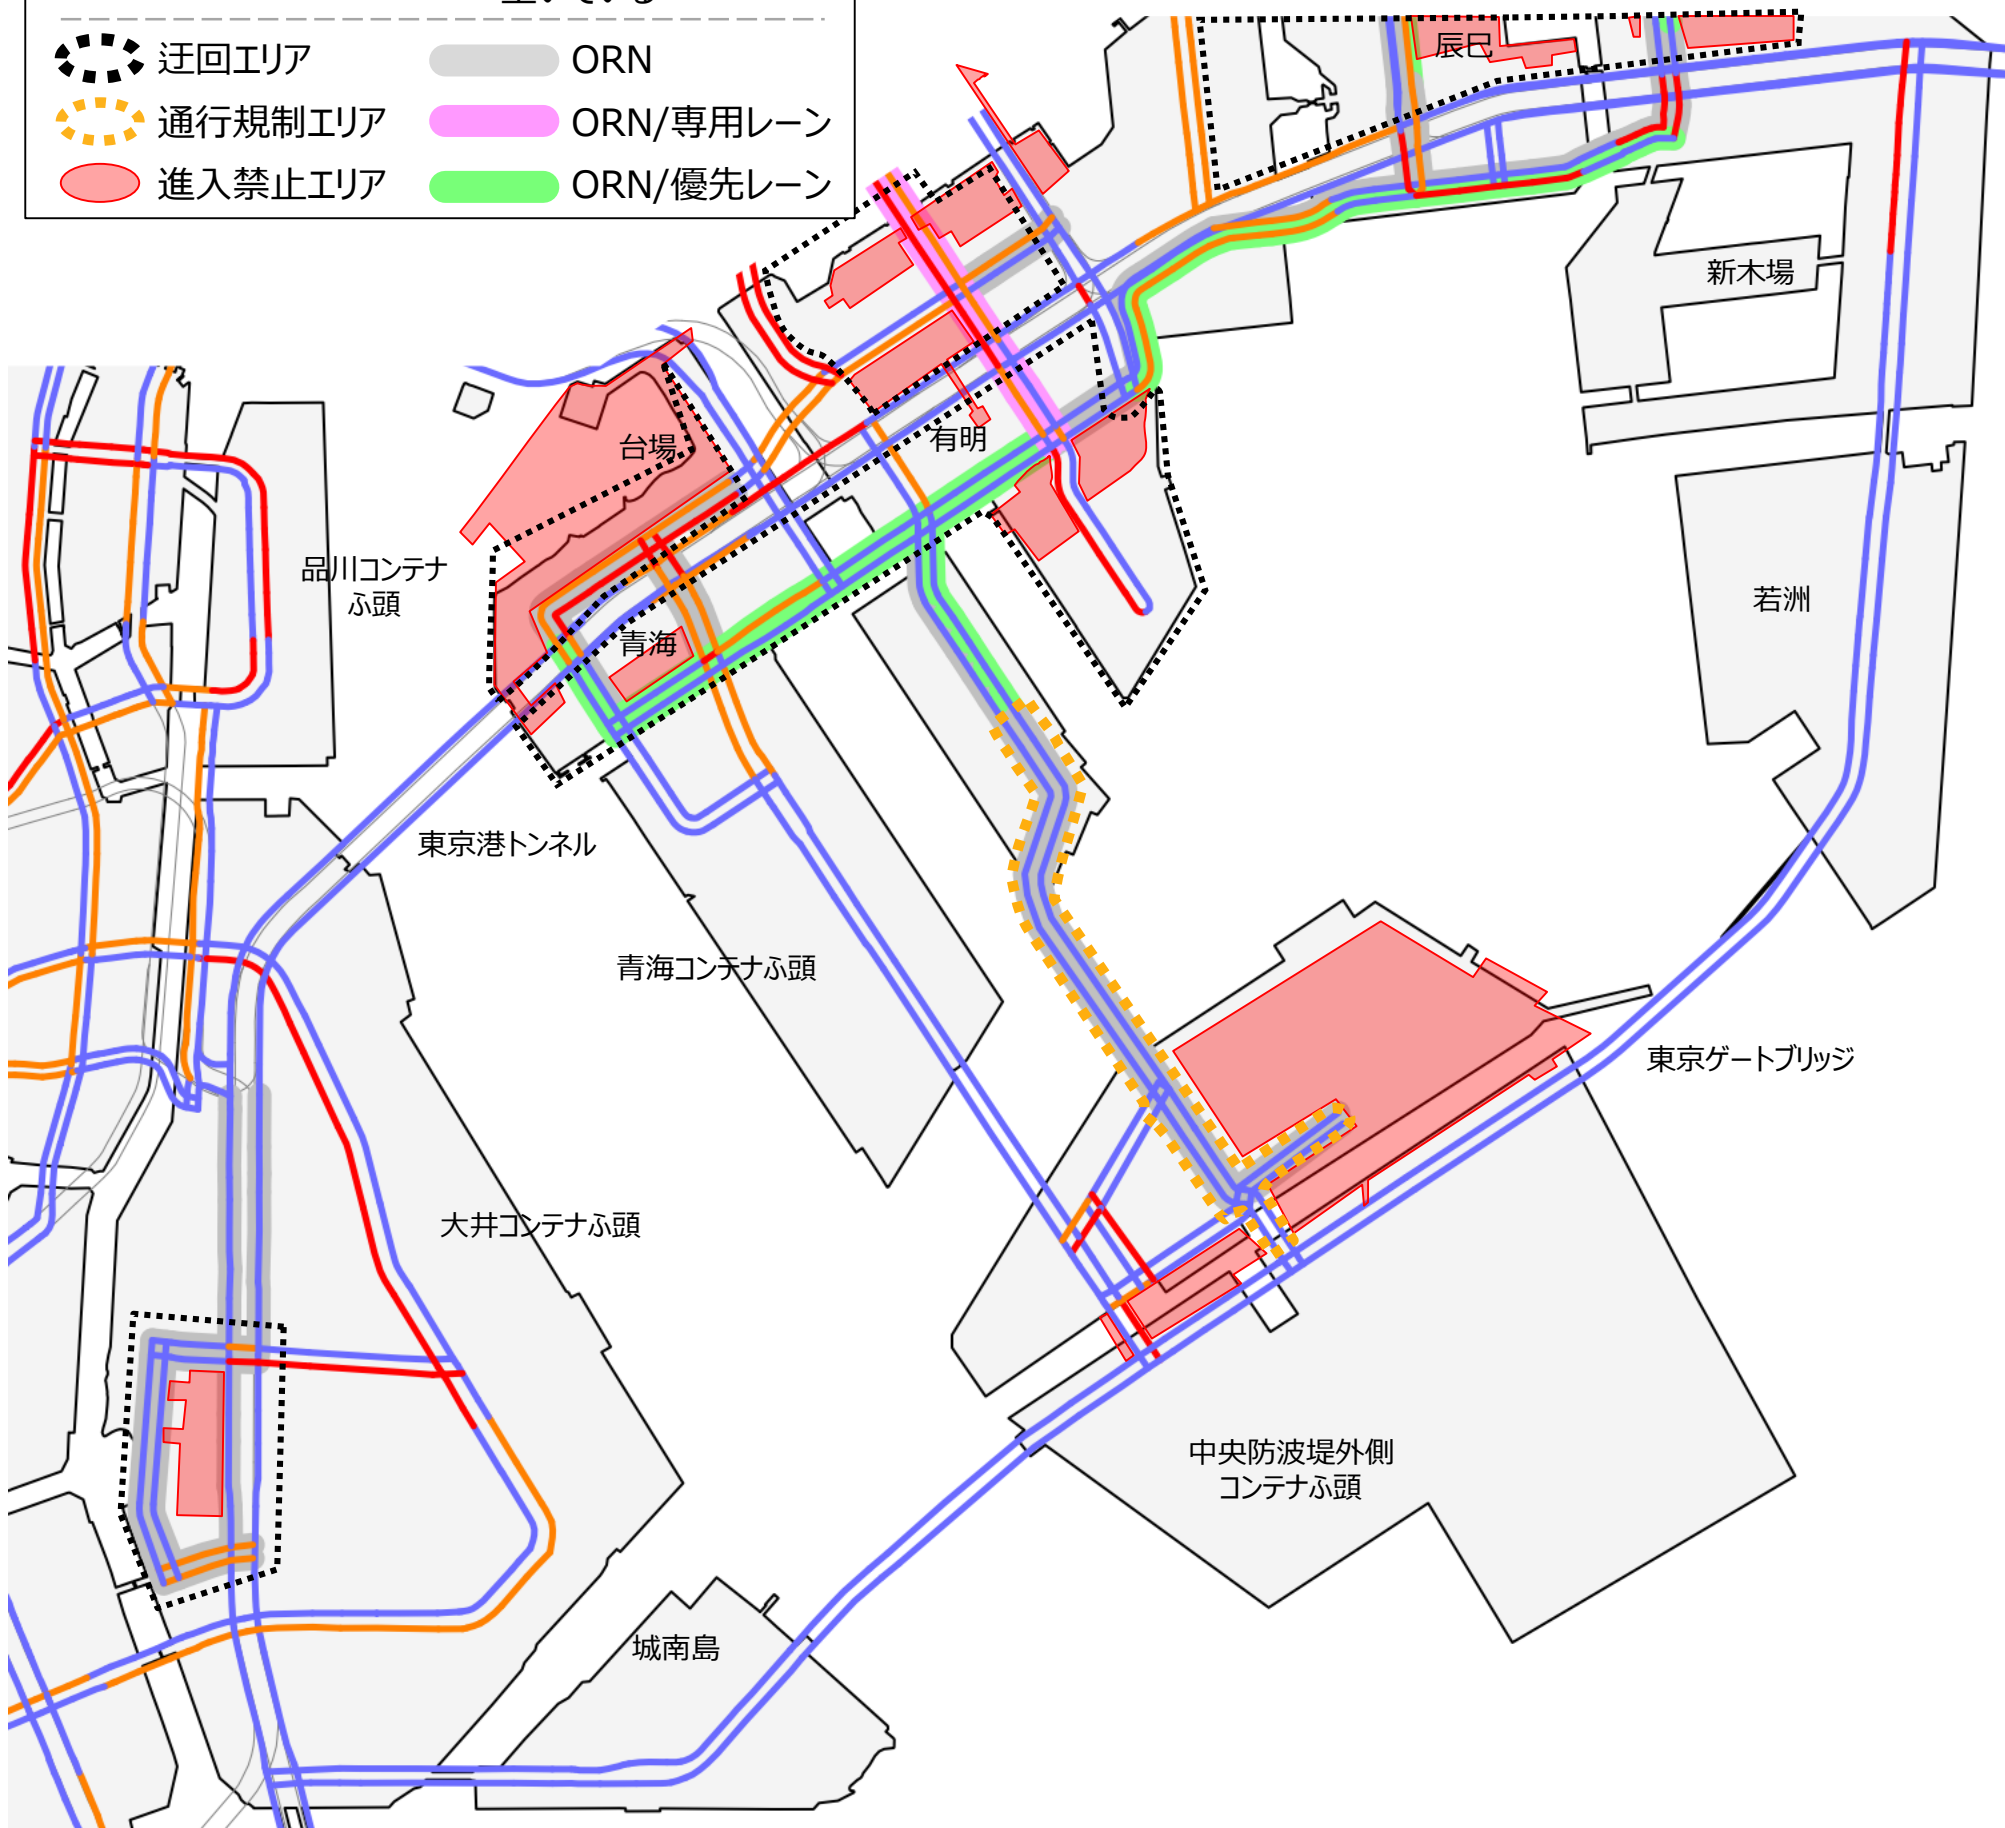 空いている
迂回エリア
ORN
通行規制エリア
ORN/専用レーン
進入禁止エリア
ORN/優先レーン
辰巳
新木場
有明
台場
品川コンテナ
ふ頭
若洲
青海
東京港トンネル
青海コンテナふ頭
東京ゲートブリッジ
大井コンテナふ頭
中央防波堤外側
コンテナふ頭
城南島